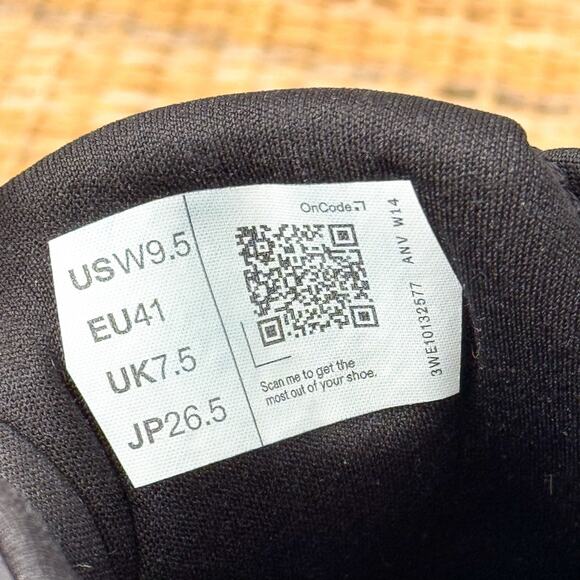 USW9.5
EU41
UK7.5
JP26.5
OnCode
Scan me to get the
most out of your shoe.
3WE10132577 ANV W14